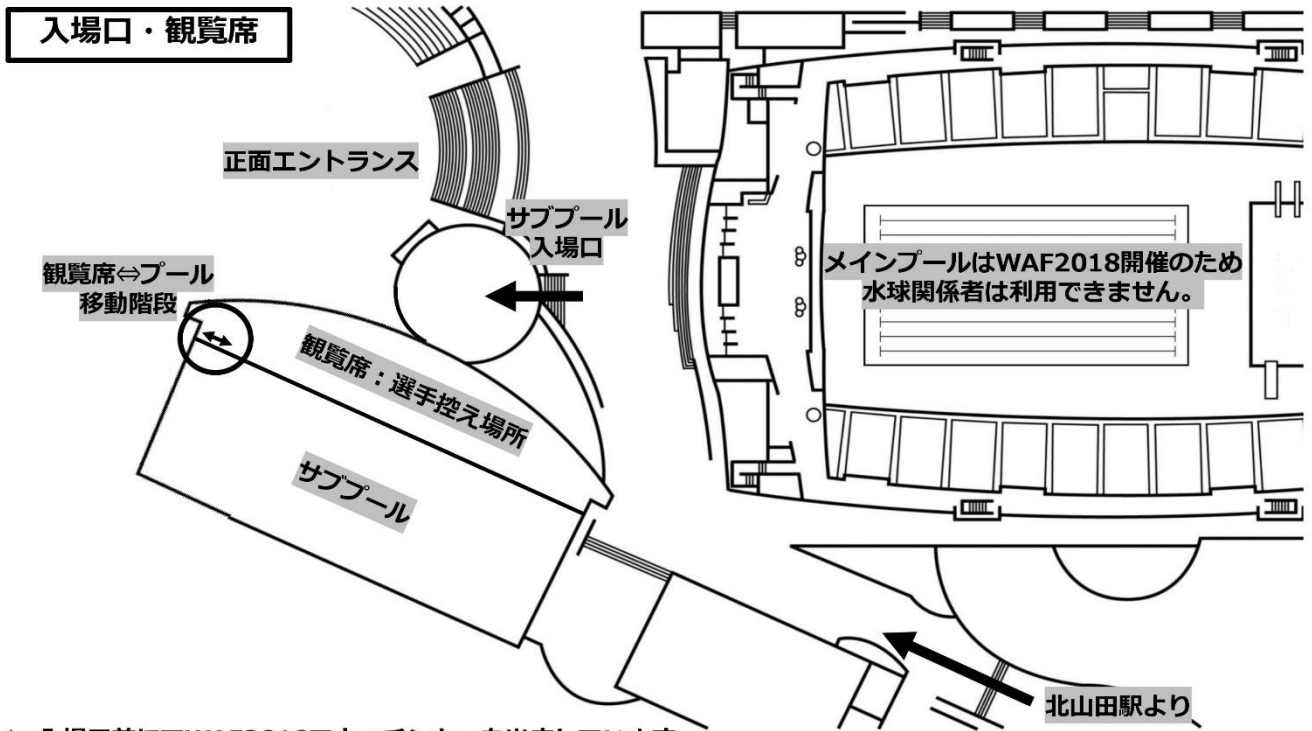 入場口・観覧席
正面エントランス
サブプール
入場口
観覧席⇔プール
移動階段
メインプールはWAF2018開催のため
水球関係者は利用できません。
観覧席：選手控え場所
サブプール
北山田駅より